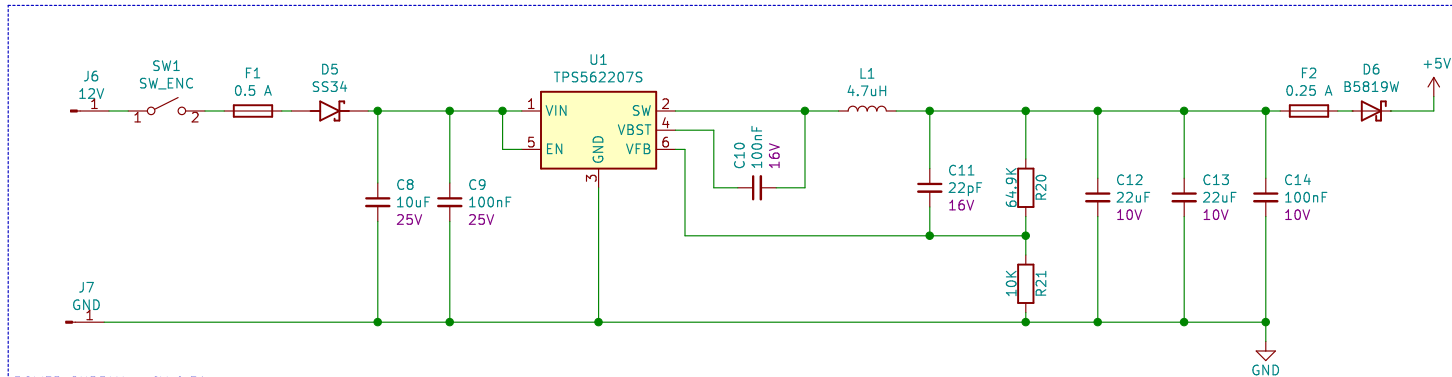 J6
12V
1
SW1
SW_ENC
1
2
F1
0.5 A
D5
SS34
C8
10uF
25V
C9
100nF
25V
U1
TPS562207S
1
VIN
5
EN
GND
3
SW
2
VBST
4
VFB
6
C10
100nF
16V
L1
4.7uH
C11
22pF
16V
64.9K
R20
10K
R21
C12
22uF
10V
C13
22uF
10V
C14
100nF
10V
F2
0.25 A
D6
B5819W
+5V
J7
GND
1
GND